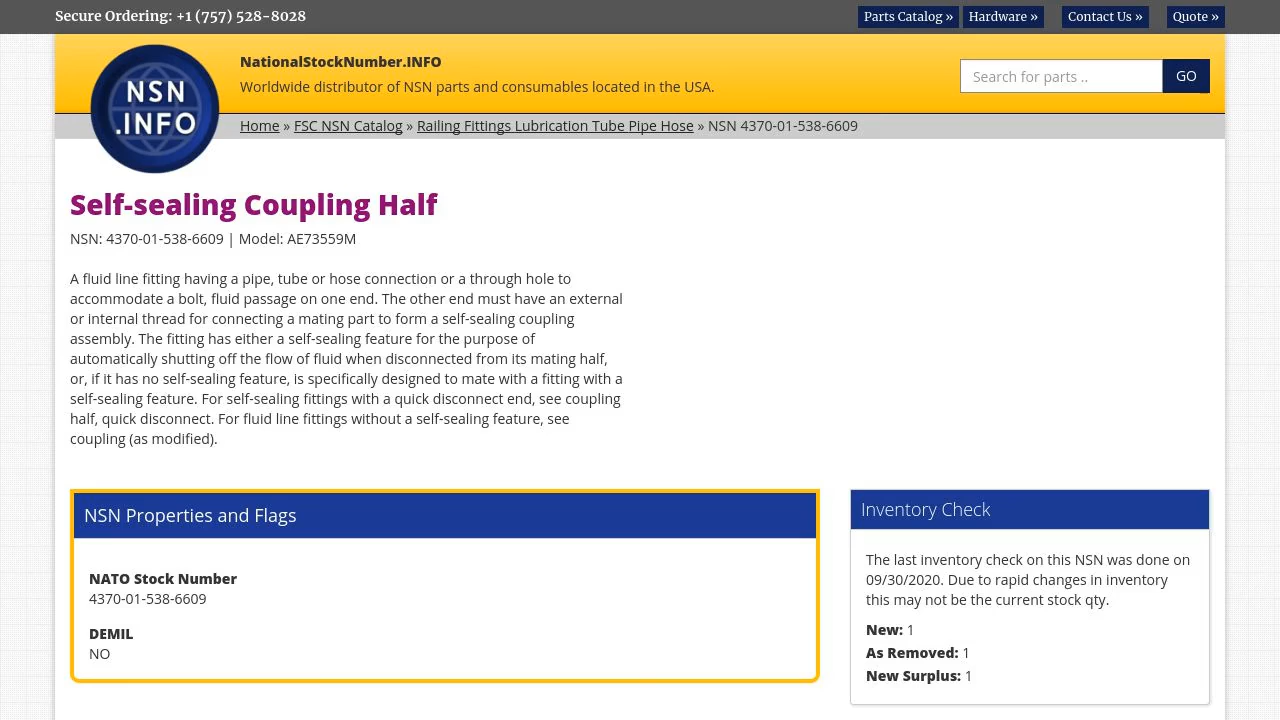 Secure Ordering: +1 (757) 528-8028
Parts Catalog » Hardware » Contact Us » Quote »
NSN
.INFO
NationalStockNumber.INFO
Worldwide distributor of NSN parts and consumables located in the USA.
Search for parts .. GO
Home » FSC NSN Catalog » Railing Fittings Lubrication Tube Pipe Hose » NSN 4370-01-538-6609
Self-sealing Coupling Half
NSN: 4370-01-538-6609 | Model: AE73559M
A fluid line fitting having a pipe, tube or hose connection or a through hole to
accommodate a bolt, fluid passage on one end. The other end must have an external
or internal thread for connecting a mating part to form a self-sealing coupling
assembly. The fitting has either a self-sealing feature for the purpose of
automatically shutting off the flow of fluid when disconnected from its mating half,
or, if it has no self-sealing feature, is specifically designed to mate with a fitting with a
self-sealing feature. For self-sealing fittings with a quick disconnect end, see coupling
half, quick disconnect. For fluid line fittings without a self-sealing feature, see
coupling (as modified).
NSN Properties and Flags
NATO Stock Number
4370-01-538-6609
DEMIL
NO
Inventory Check
The last inventory check on this NSN was done on
09/30/2020. Due to rapid changes in inventory
this may not be the current stock qty.
New: 1
As Removed: 1
New Surplus: 1